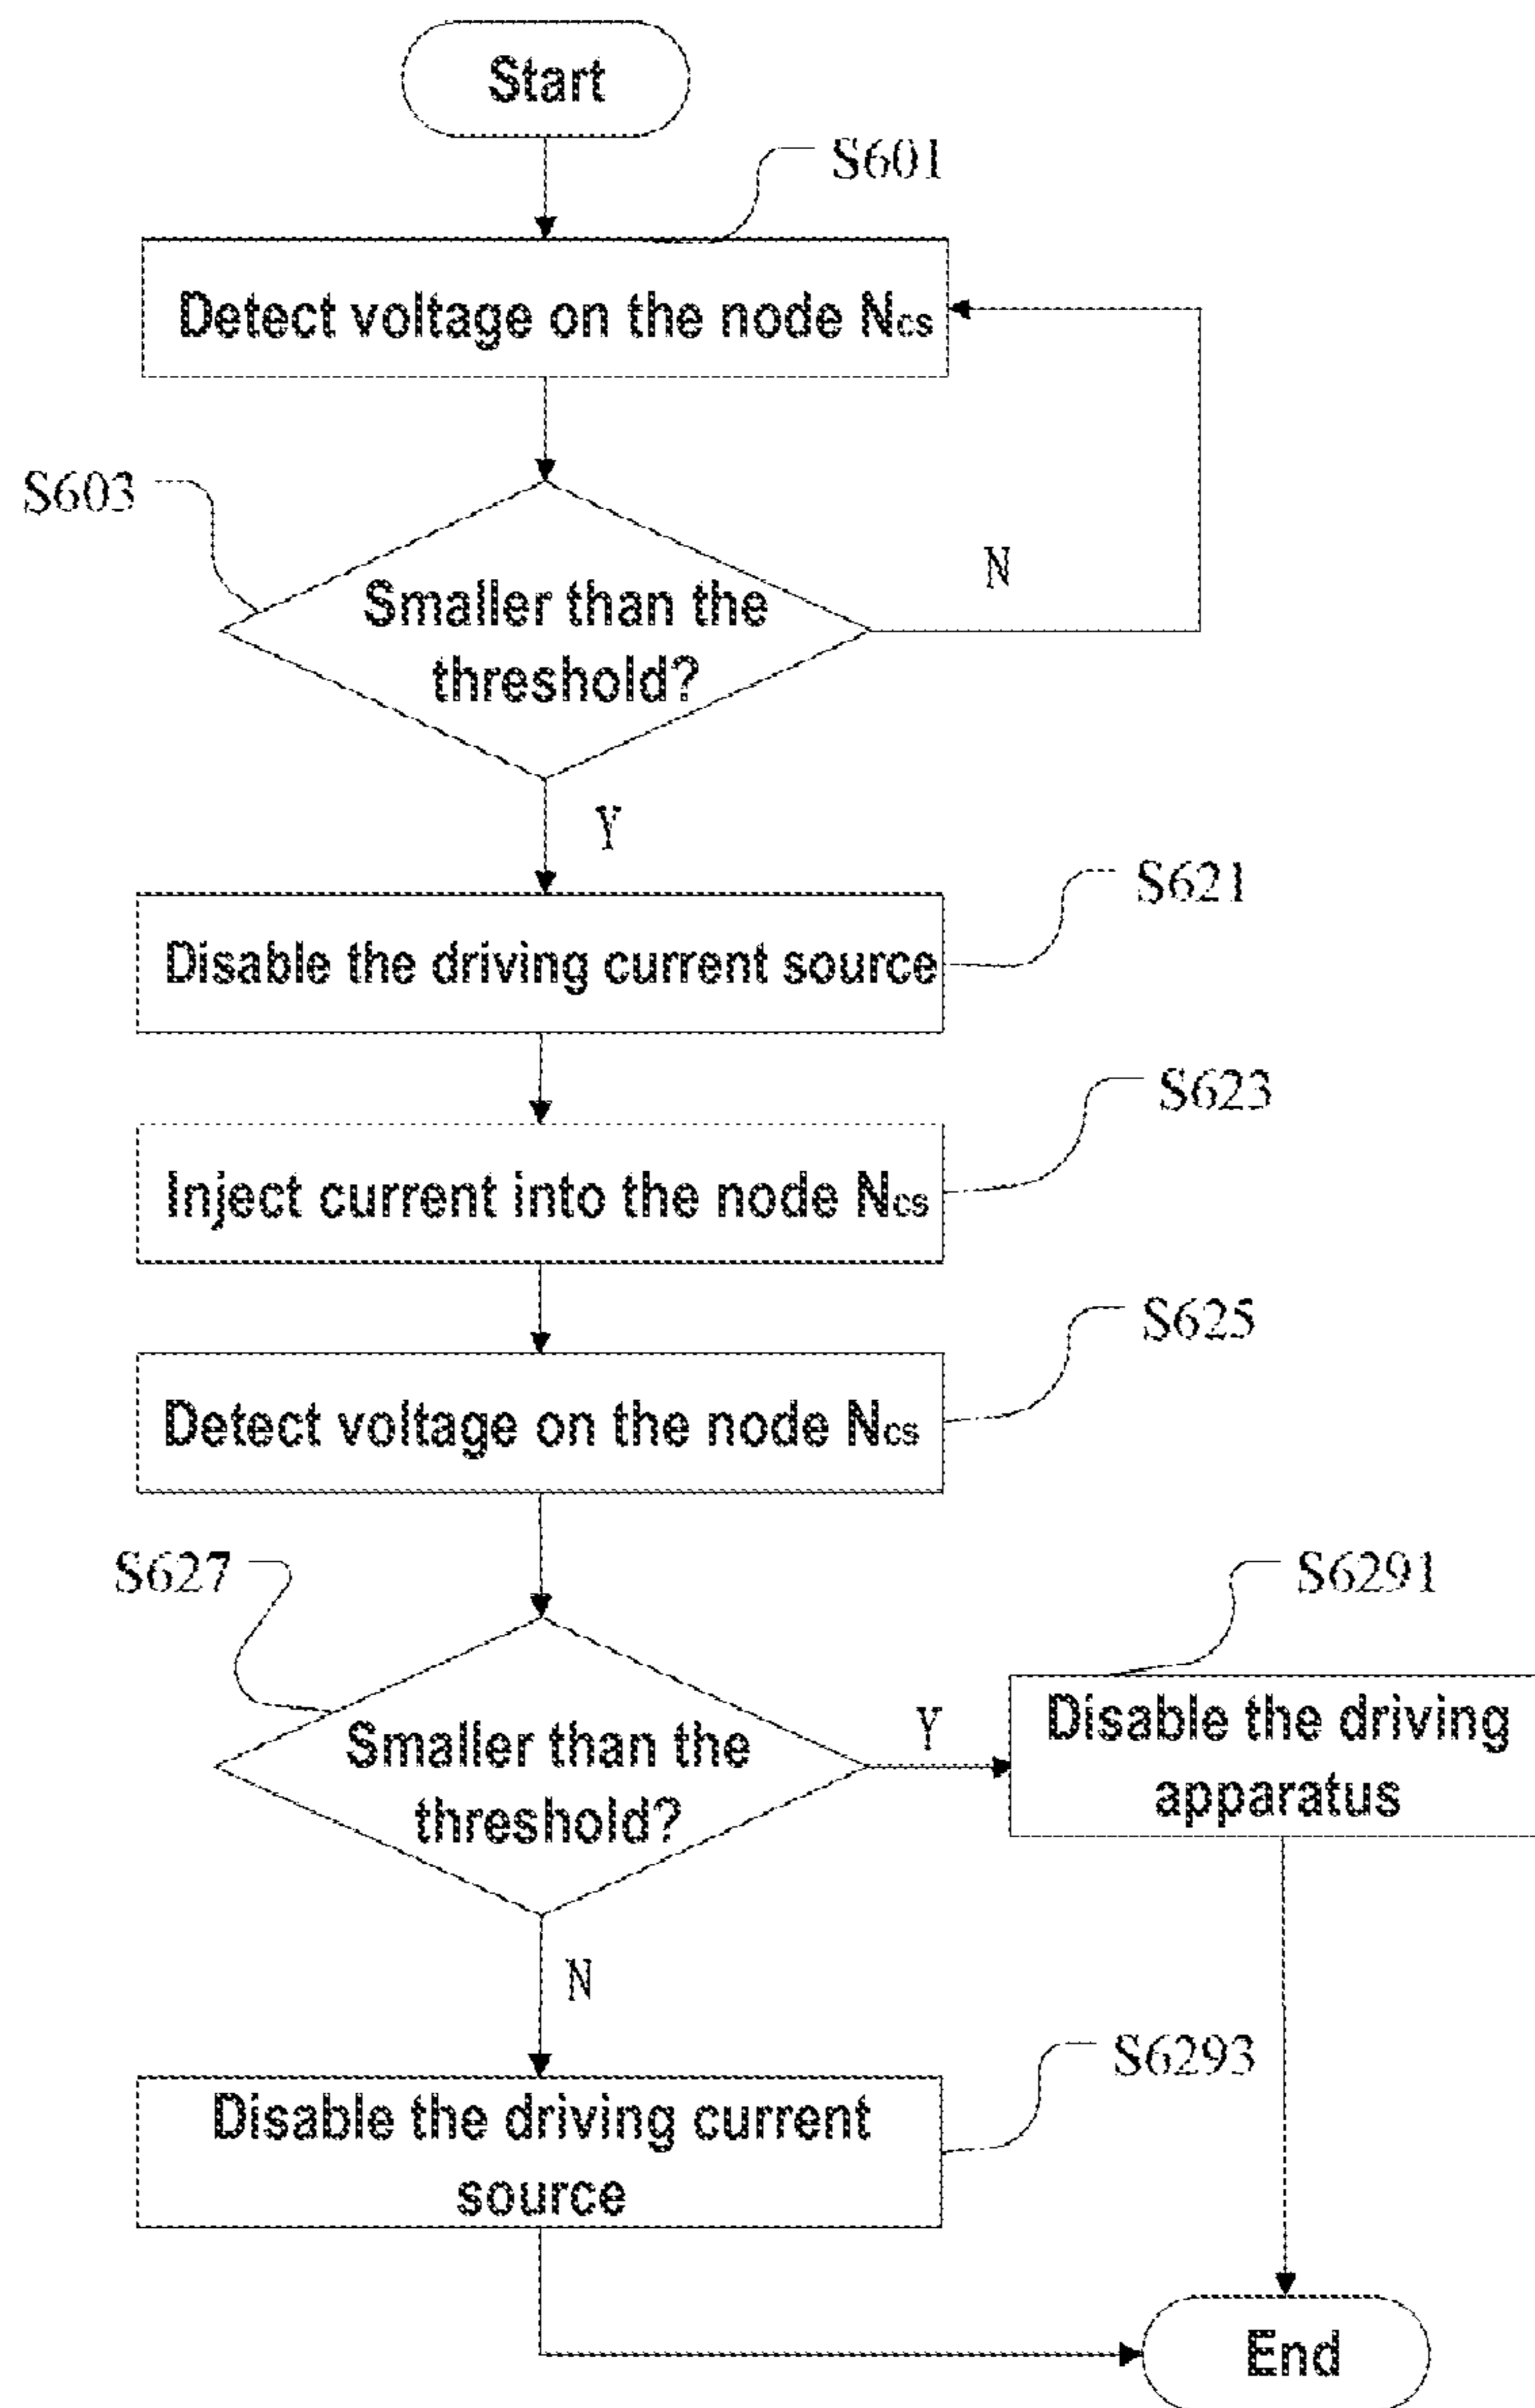 Start
S601
Detect voltage on the node Ncs
S603
Smaller than the
threshold?
N
Y
S621
Disable the driving current source
S623
Inject current into the node Ncs
S625
Detect voltage on the node Ncs
S627
Smaller than the
threshold?
Y
S6291
Disable the driving
apparatus
N
S6293
Disable the driving current
source
End